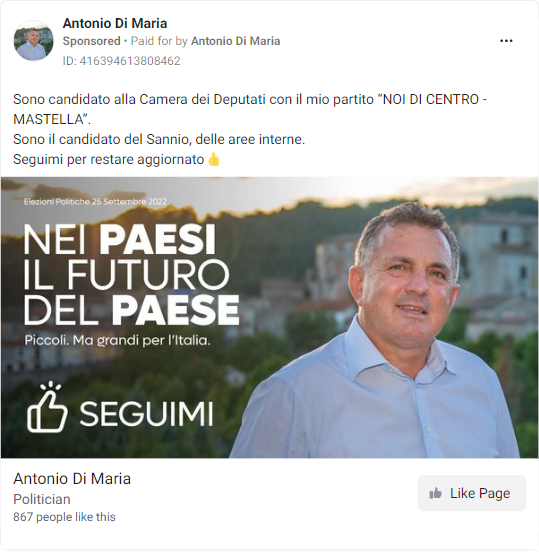 Antonio Di Maria
Sponsored • Paid for by Antonio Di Maria
ID: 416394613808462
Sono candidato alla Camera dei Deputati con il mio partito “NOI DI CENTRO -
MASTELLA”.
Sono il candidato del Sannio, delle aree interne.
Seguimi per restare aggiornato👍
Elezioni Politiche 25 Settembre 2022
NEI PAESI
IL FUTURO
DEL PAESE
Piccoli. Ma grandi per l’Italia.
SEGUIMI
Antonio Di Maria
Politician
867 people like this
Like Page